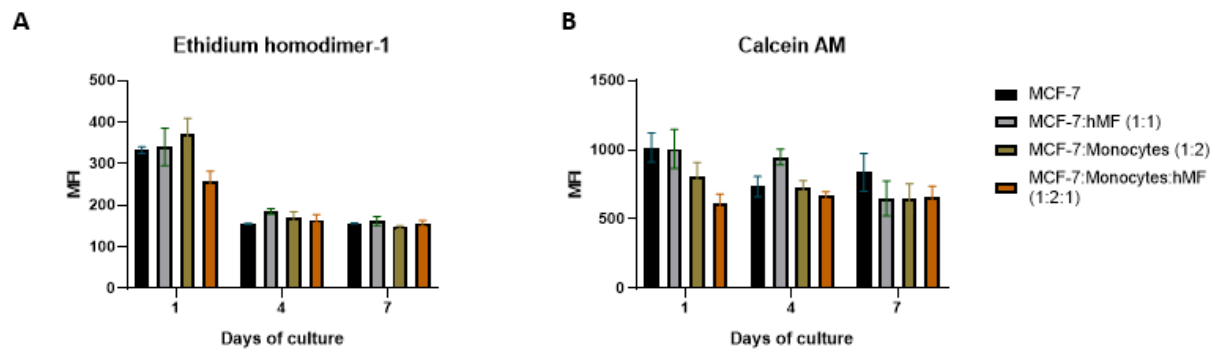 A
Ethidium homodimer-1
500
400
300
200
100
0
MFI
1
4
7
Days of culture
B
Calcein AM
1500
1000
500
0
MFI
1
4
7
Days of culture
MCF-7
MCF-7:hMF (1:1)
MCF-7:Monocytes (1:2)
MCF-7:Monocytes:hMF
(1:2:1)